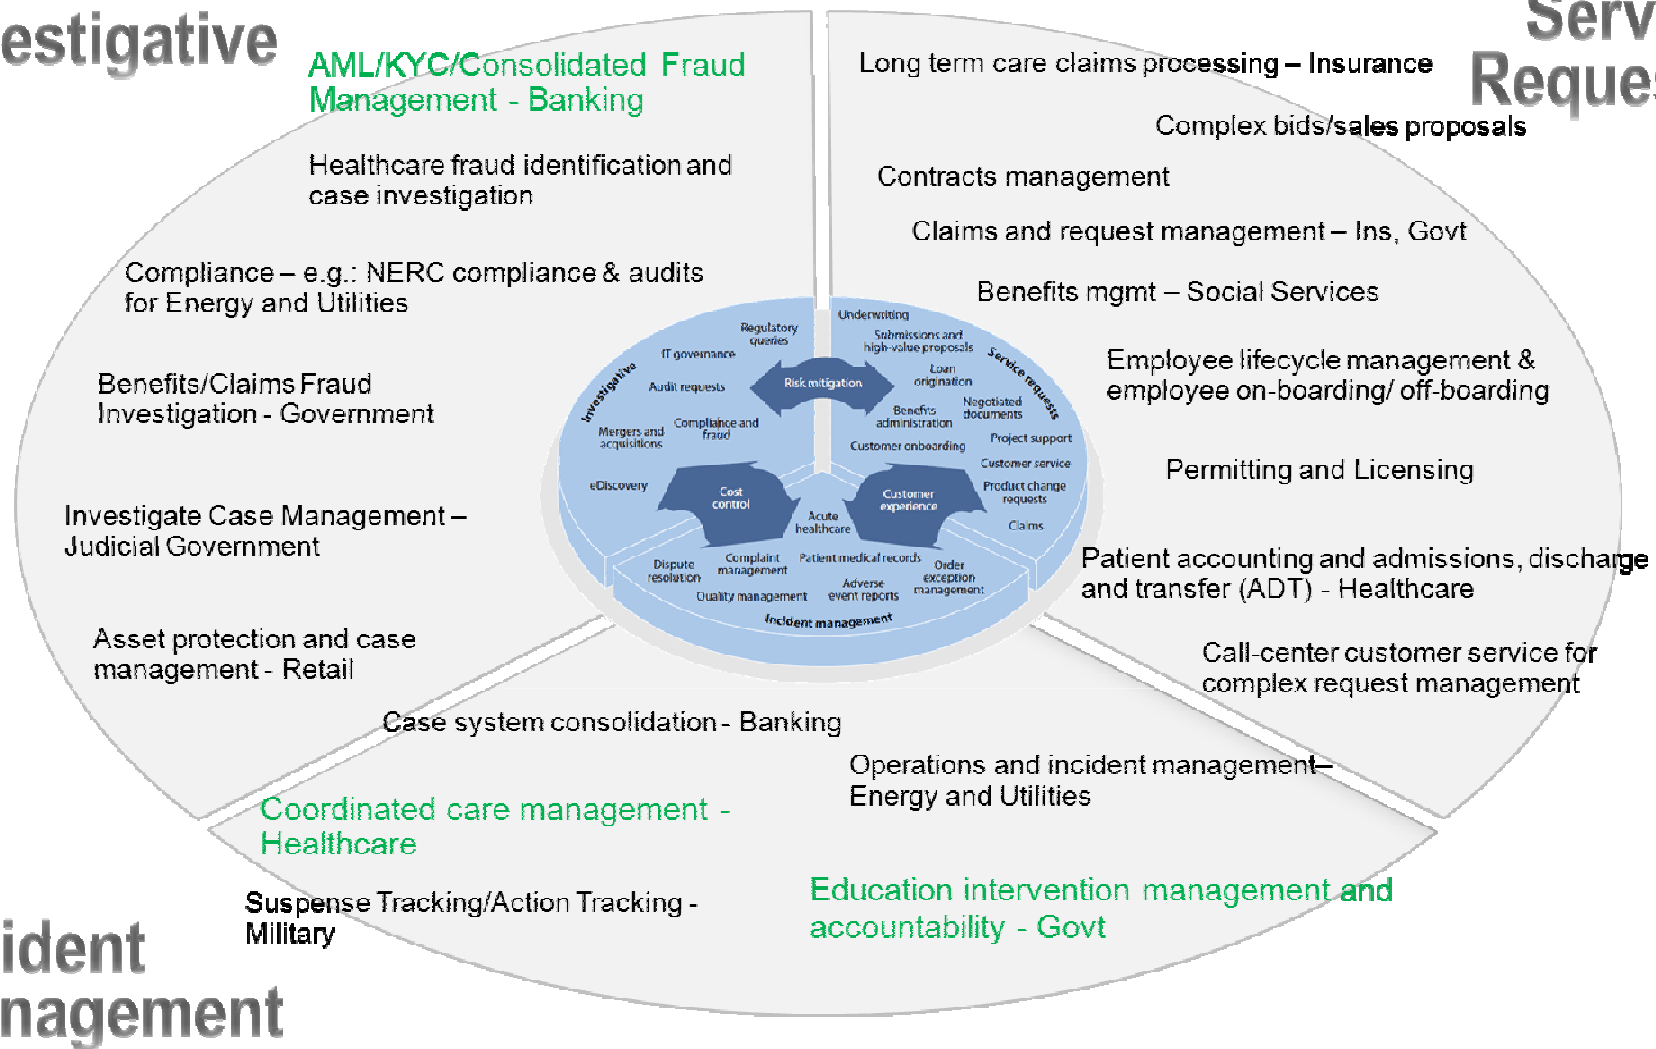 estigative
AML/KYC/Consolidated Fraud
Management - Banking
Healthcare fraud identification and
case investigation
Compliance – e.g.: NERC compliance & audits
for Energy and Utilities
Benefits/Claims Fraud
Investigation - Government
Investigate Case Management –
Judicial Government
Asset protection and case
management - Retail
Serv
Reques
Long term care claims processing – Insurance
Complex bids/sales proposals
Contracts management
Claims and request management – Ins, Govt
Benefits mgmt – Social Services
Employee lifecycle management &
employee on-boarding/ off-boarding
Permitting and Licensing
Patient accounting and admissions, discharge
and transfer (ADT) - Healthcare
Call-center customer service for
complex request management
Investigative
Regulatory
queries
IT governance
Audit requests
Compliance and
fraud
Mergers and
acquisitions
eDiscovery
Risk mitigation
Underwriting
Submissions and
high-value proposals
Service requests
Loan
origination
Negotiated
documents
Benefits
administration
Project support
Customer onboarding
Customer service
Product change
requests
Claims
Cost
control
Customer
experience
Acute
healthcare
Dispute
resolution
Complaint
management
Patient medical records
Order
exception
management
Quality management
Adverse
event reports
Incident management
Case system consolidation - Banking
Operations and incident management–
Energy and Utilities
Coordinated care management -
Healthcare
Education intervention management and
accountability - Govt
Suspense Tracking/Action Tracking -
Military
ident
nagement